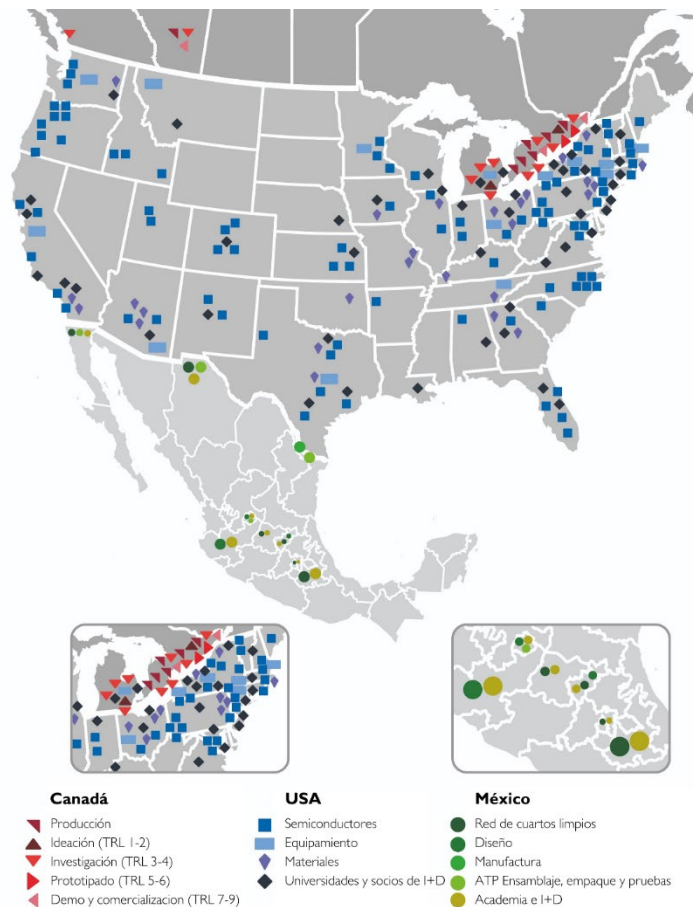 Canadá
Producción
Ideación (TRL 1-2)
Investigación (TRL 3-4)
Prototipado (TRL 5-6)
Demo y comercializacion (TRL 7-9)
USA
Semiconductores
Equipamiento
Materiales
Universidades y socios de I+D
México
Red de cuartos limpios
Diseño
Manufactura
ATP Ensamblaje, empaque y pruebas
Academia e I+D